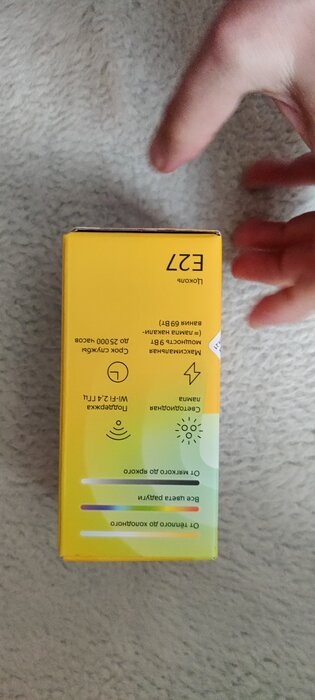 От тёплого до холодного
Все цвета радуги
От мягкого до яркого
Светодиодная
лампа
Поддержка
Wi-Fi 2,4 ГГц
Максимальная
мощность 9 Вт
(≈ лампа накали-
вания 69 Вт)
Срок службы
до 25 000 часов
Цоколь
E27